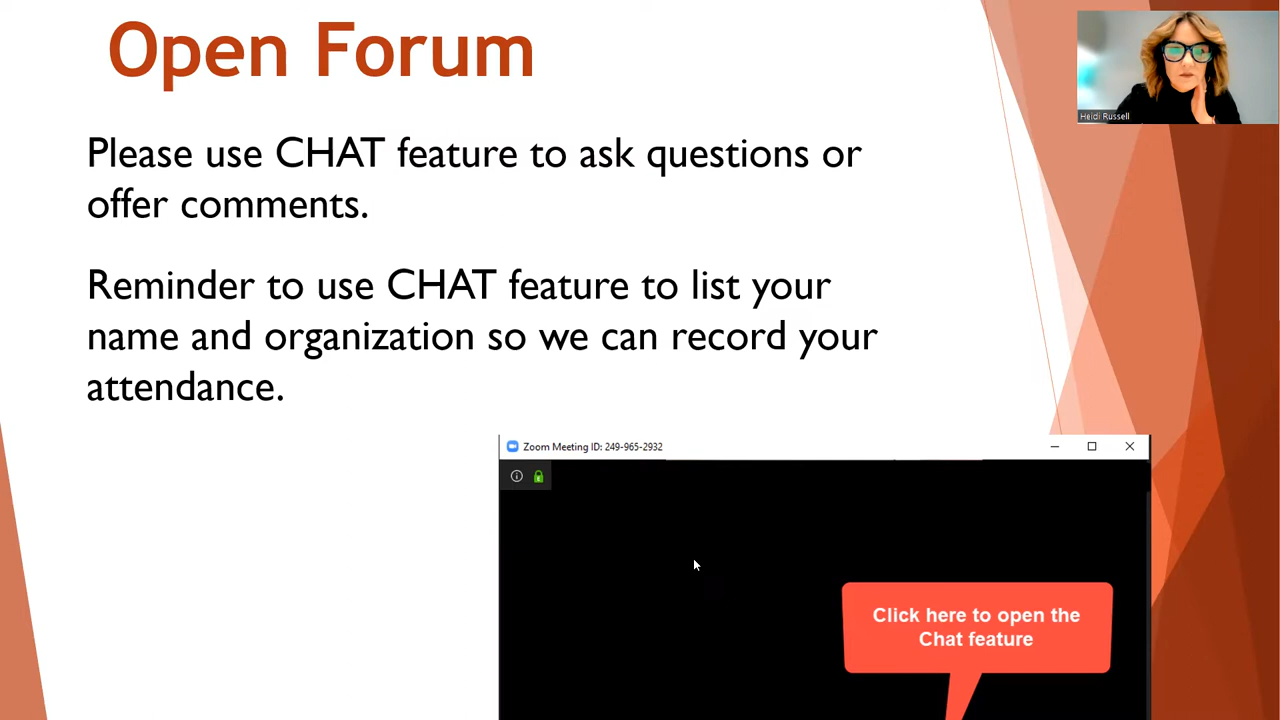 Open Forum
Heidi Russell
Please use CHAT feature to ask questions or
offer comments.
Reminder to use CHAT feature to list your
name and organization so we can record your
attendance.
Zoom Meeting ID: 249-965-2932
Click here to open the
Chat feature